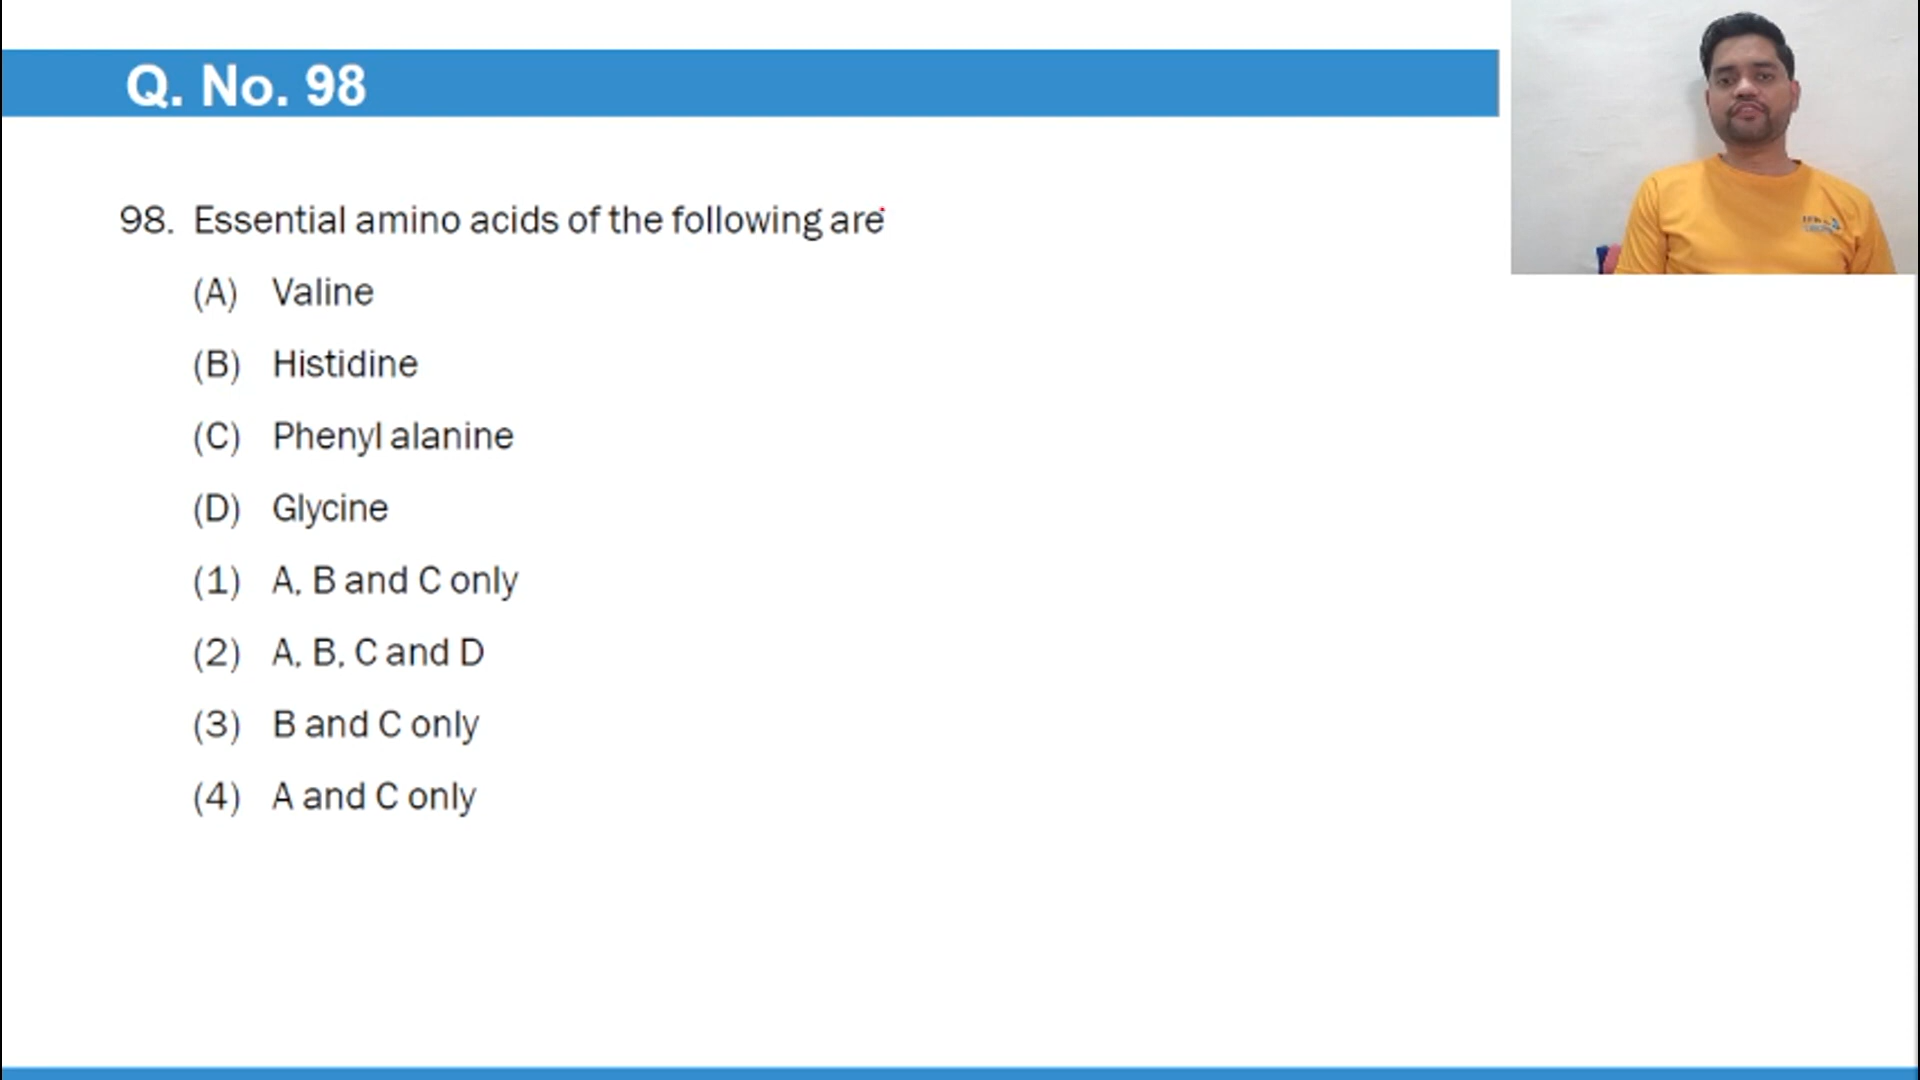 Q. No. 98
98. Essential amino acids of the following are
(A) Valine
(B) Histidine
(C) Phenyl alanine
(D) Glycine
(1) A, B and C only
(2) A, B, C and D
(3) B and C only
(4) A and C only